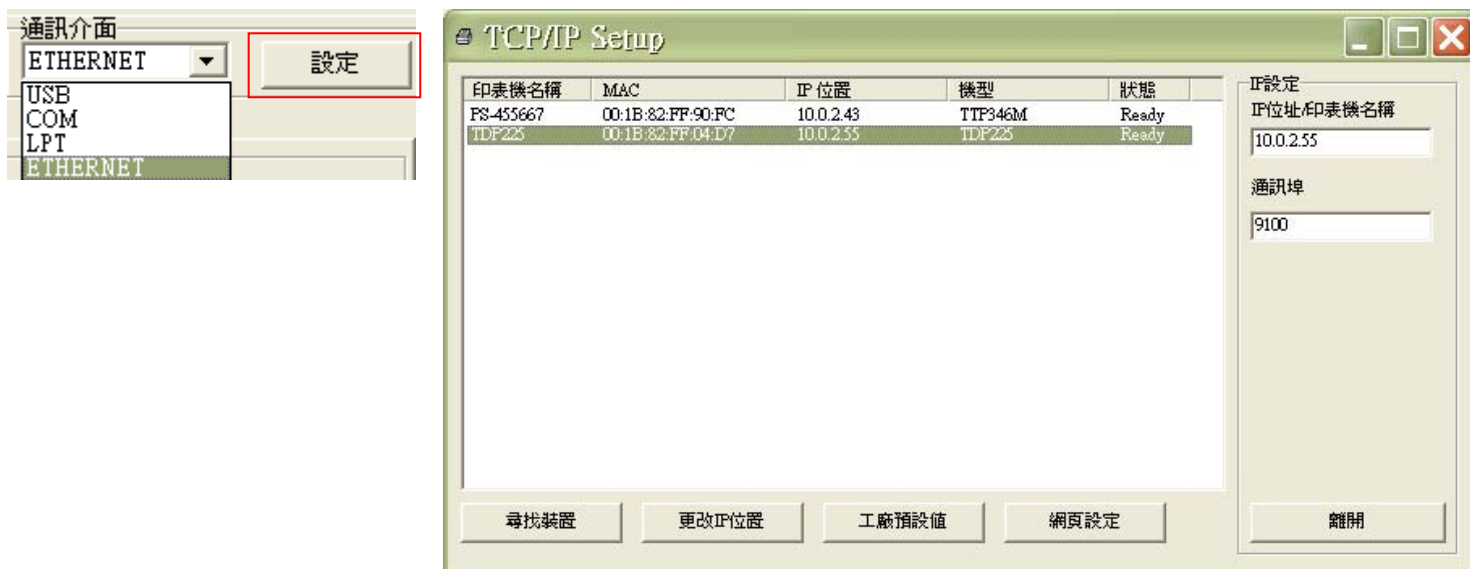 通訊介面
ETHERNET
設定
USB
COM
LPT
ETHERNET
TCP/IP Setup
印表機名稱 MAC IP 位置 機型 狀態
PS-455667 00:1B:82:FF:90:FC 10.0.2.43 TTP346M Ready
TDP225 00:1B:82:FF:04:D7 10.0.2.55 TDP225 Ready
IP設定
IP位址/印表機名稱
10.0.2.55
通訊埠
9100
尋找裝置 更改IP位置 工廠預設值 網頁設定 離開